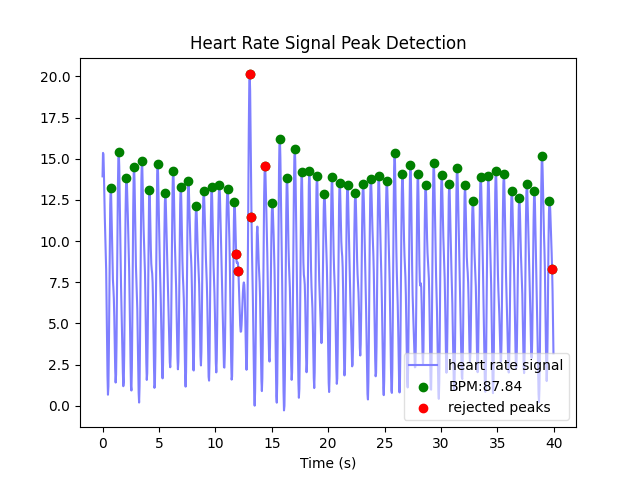 Heart Rate Signal Peak Detection
20.0
17.5
15.0
12.5
10.0
7.5
5.0
2.5
0.0
heart rate signal
BPM:87.84
rejected peaks
0 5 10 15 20 25 30 35 40
Time (s)